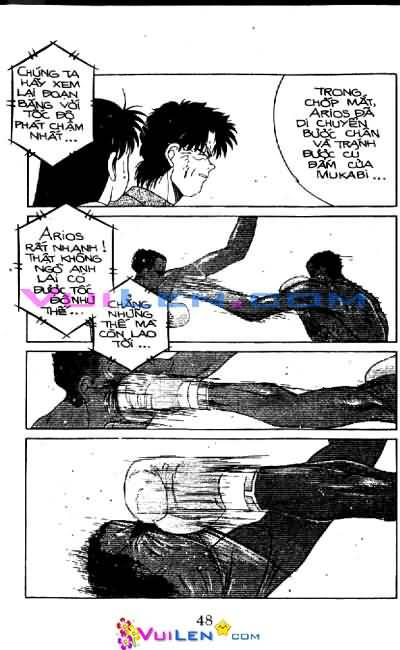 CHÚNG TA
HÃY XEM
LẠI ĐOẠN
BĂNG VỚI
TỐC ĐỘ
PHÁT CHẬM
NHẤT...
TRONG
CHỚP MẮT,
ARIOS ĐÃ
DI CHUYỂN
BƯỚC CHÂN
VÀ TRÁNH
ĐƯỢC CÚ
ĐẤM CỦA
MUKABI...
ARIOS
RẤT NHANH!
THẬT KHÔNG
NGỜ ANH
LẠI CÓ
ĐƯỢC TỐC
ĐỘ NHƯ
THẾ...
CHẲNG
NHỮNG
THẾ MÀ
CÒN LAO
TỚI...
VUILEN.COM
48
VUILEN COM